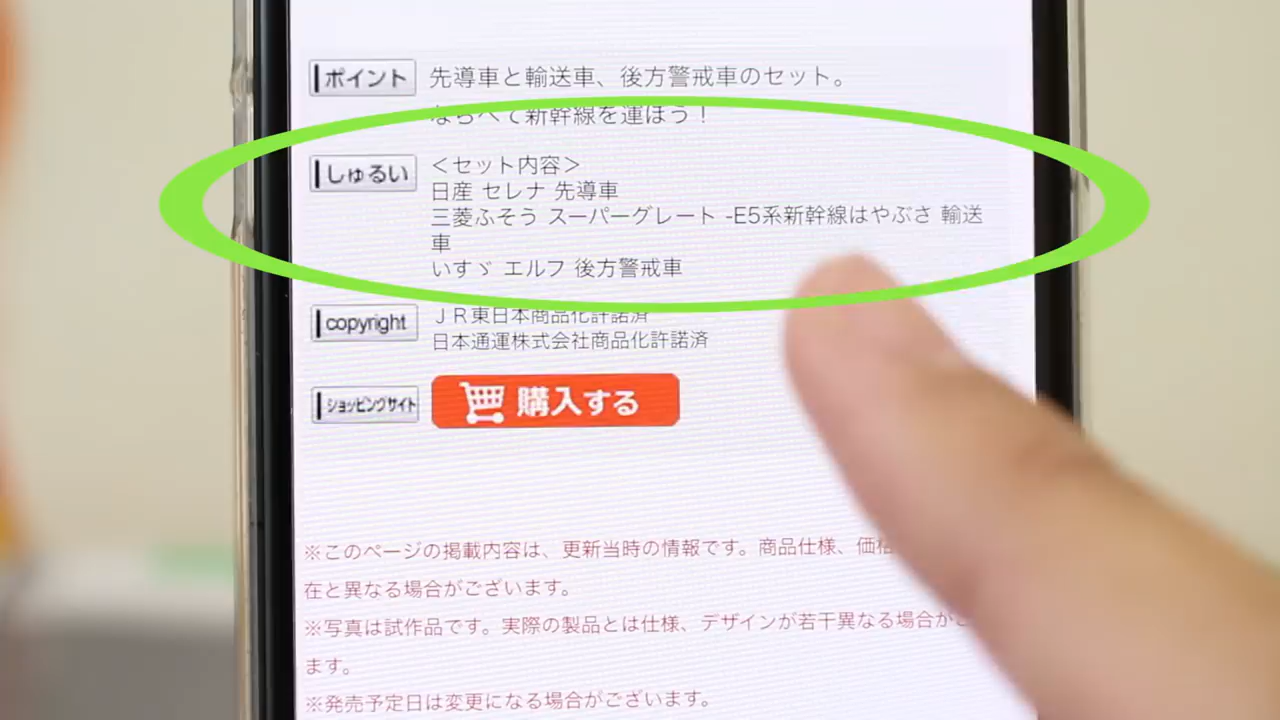 ポイント 先導車と輸送車、後方警戒車のセット。
ならべて新幹線を運ぼう！
しゅるい <セット内容>
日産 セレナ 先導車
三菱ふそう スーパーグレート -E5系新幹線はやぶさ 輸送
車
いすゞ エルフ 後方警戒車
copyright ＪＲ東日本商品化許諾済
日本通運株式会社商品化許諾済
ショッピングサイト 購入する
※このページの掲載内容は、更新当時の情報です。商品仕様、価格
在と異なる場合がございます。
※写真は試作品です。実際の製品とは仕様、デザインが若干異なる場合がご
ます。
※発売予定日は変更になる場合がございます。